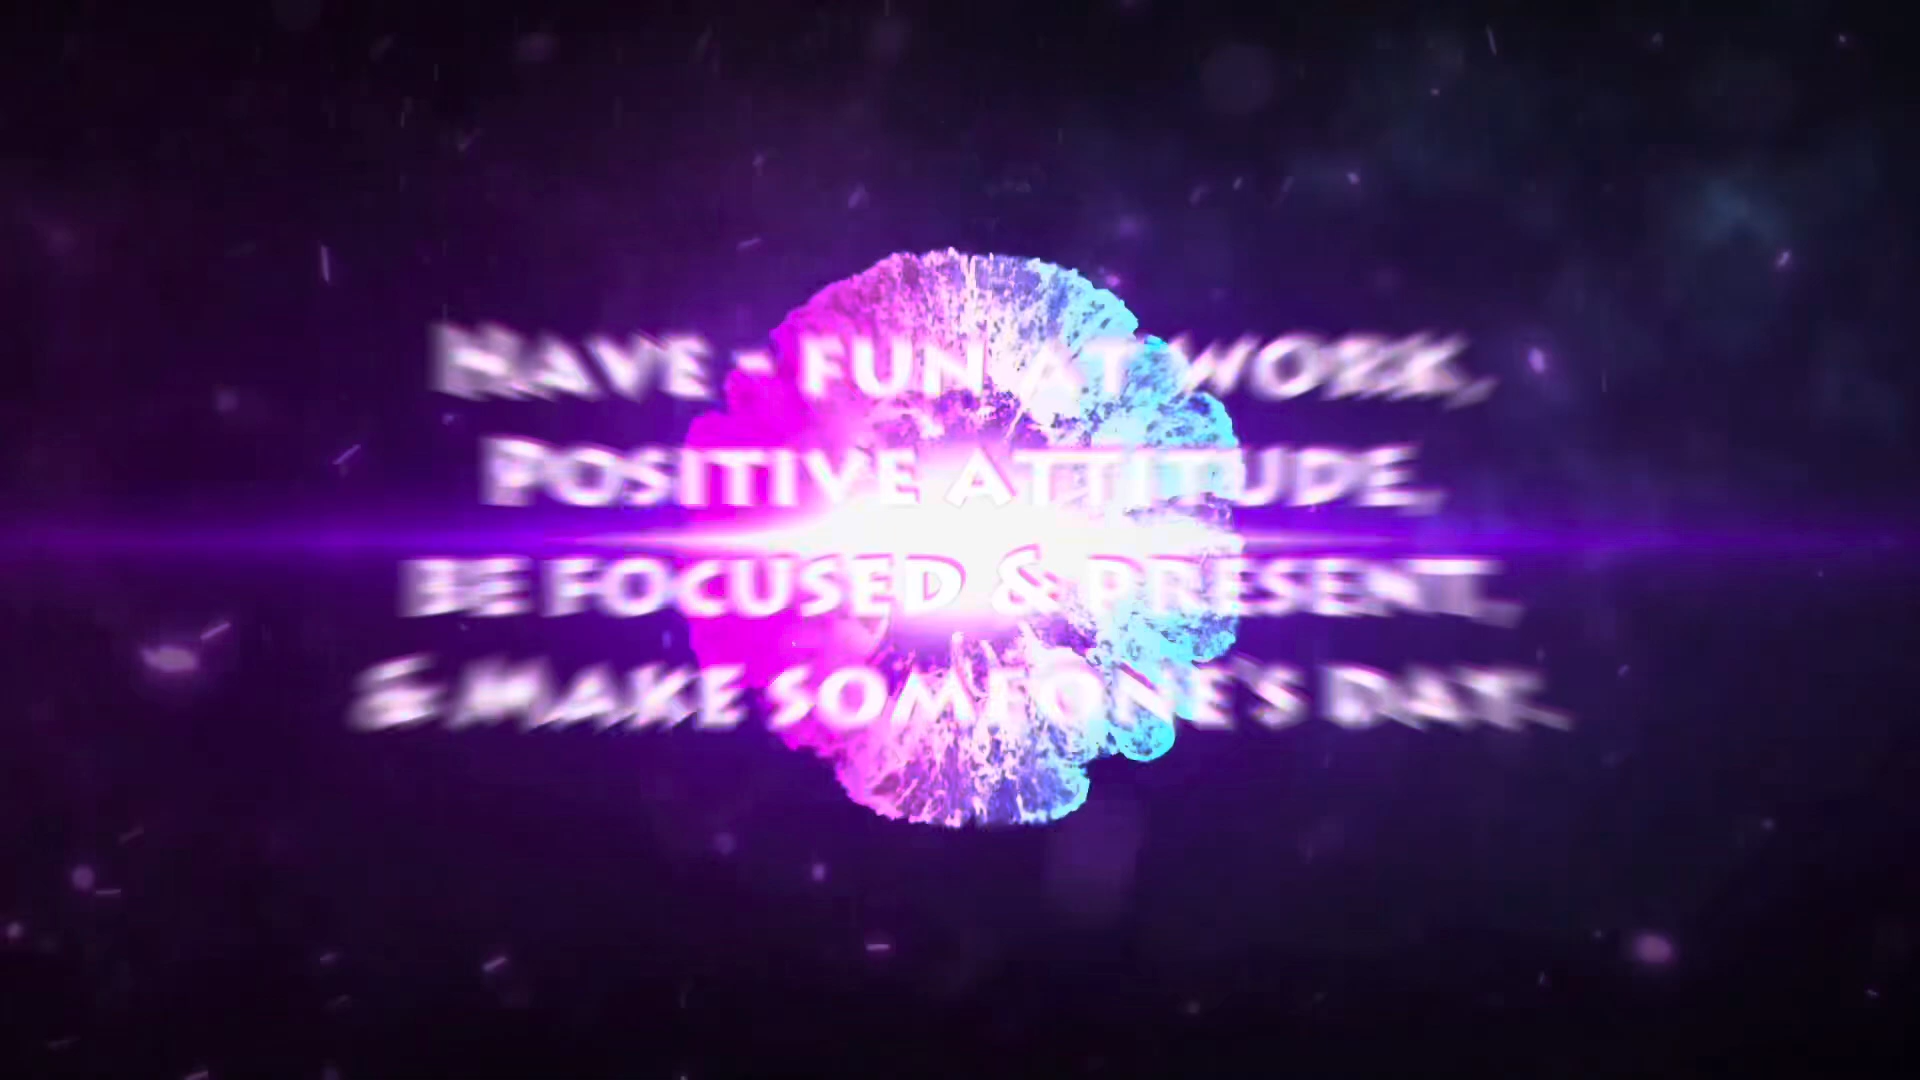 Have - fun at work,
Positive Attitude,
be focused & present,
& Make someone's day.